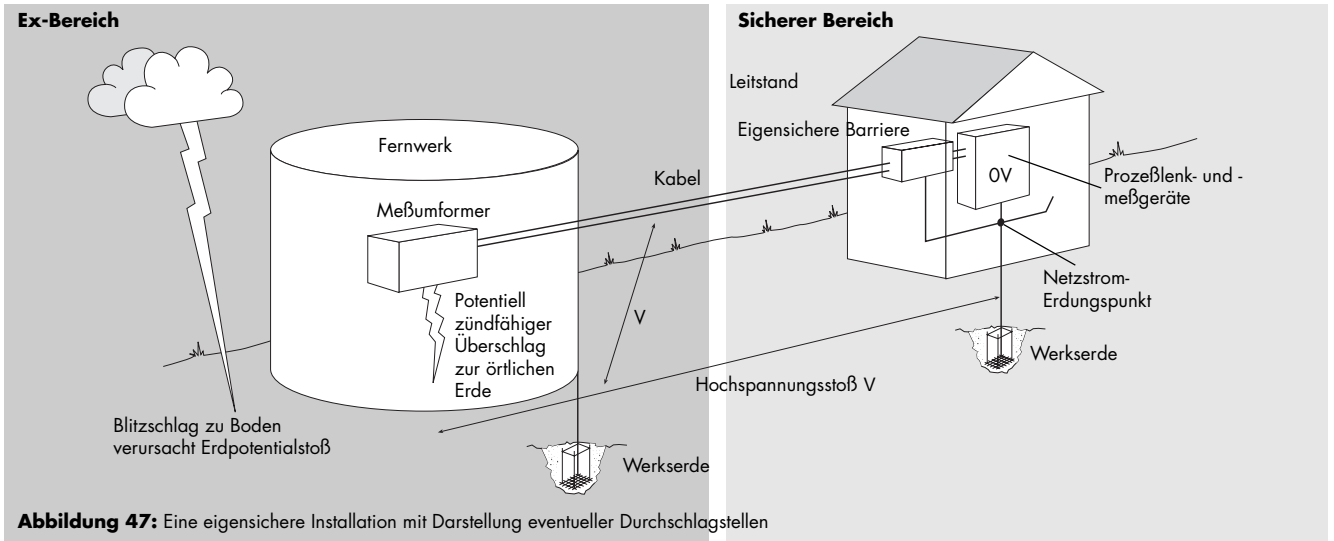 Ex-Bereich
Sicherer Bereich
Leitstand
Fernwerk
Eigensichere Barriere
Kabel
0V
Prozeßlenk- und -
meßgeräte
Meßumformer
Netzstrom-
Erdungspunkt
Potentiell
zündfähiger
Überschlag
zur örtlichen
Erde
V
Werkserde
Hochspannungsstoß V
Blitzschlag zu Boden
verursacht Erdpotentialstoß
Werkserde
Abbildung 47: Eine eigensichere Installation mit Darstellung eventueller Durchschlagstellen